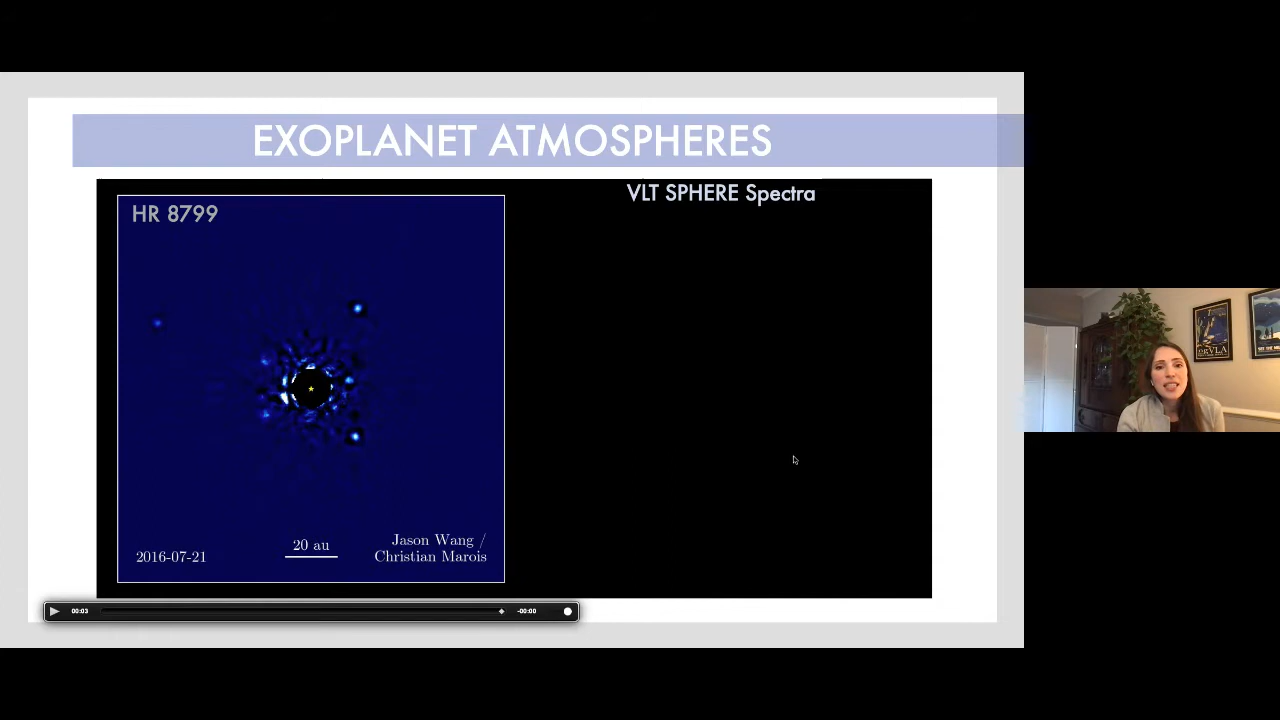 EXOPLANET ATMOSPHERES
VLT SPHERE Spectra
HR 8799
2016-07-21
20 au
Jason Wang /
Christian Marois
00:03
-00:00